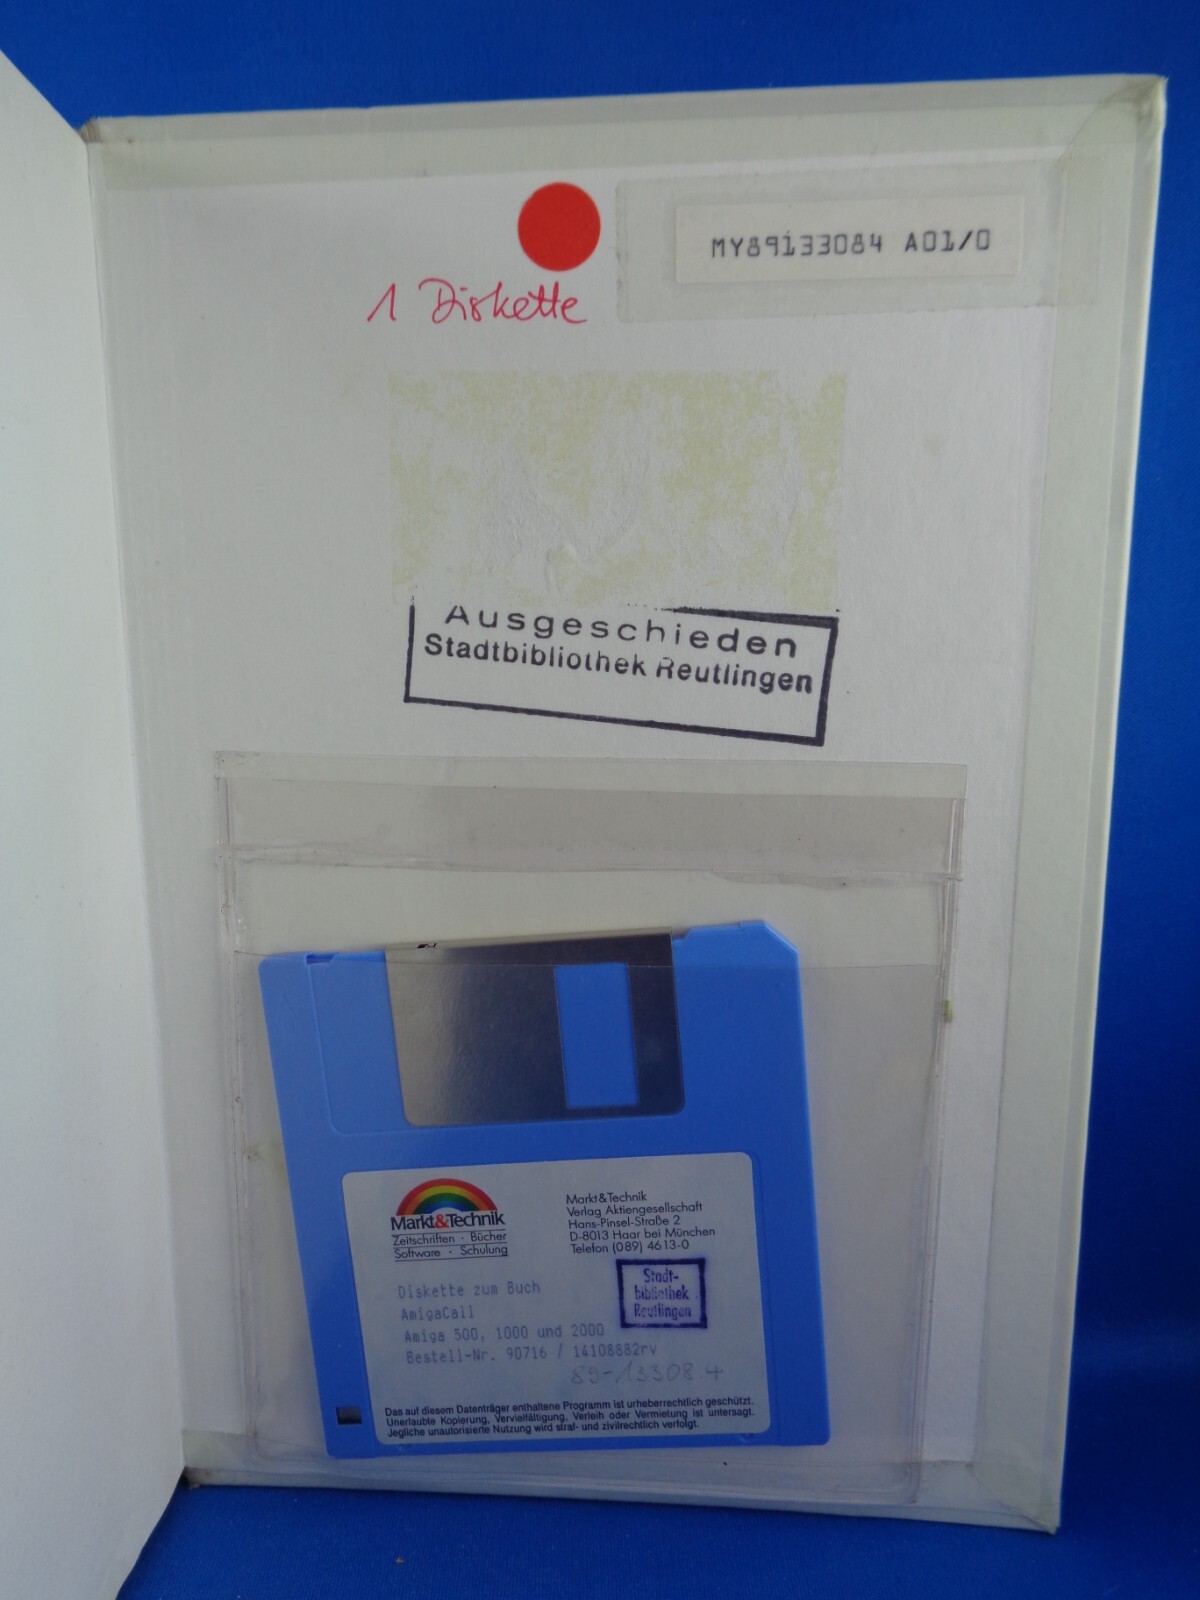 MY89133084 A01/0
1 Diskette
Ausgeschieden
Stadtbibliothek Reutlingen
Markt&Technik
Zeitschriften · Bücher
Software · Schulung
Markt&Technik
Verlag Aktiengesellschaft
Hans-Pinsel-Straße 2
D-8013 Haar bei München
Telefon (089) 4613-0
Stadt-
bibliothek
Reutlingen
Diskette zum Buch
AmigaCall
Amiga 500, 1000 und 2000
Bestell-Nr. 90716 / 14108882rv
89-13308.4
Das auf diesem Datenträger enthaltene Programm ist urheberrechtlich geschützt.
Unerlaubte Kopierung, Vervielfältigung, Verleih oder Vermietung ist untersagt.
Jegliche unautorisierte Nutzung wird straf- und zivilrechtlich verfolgt.